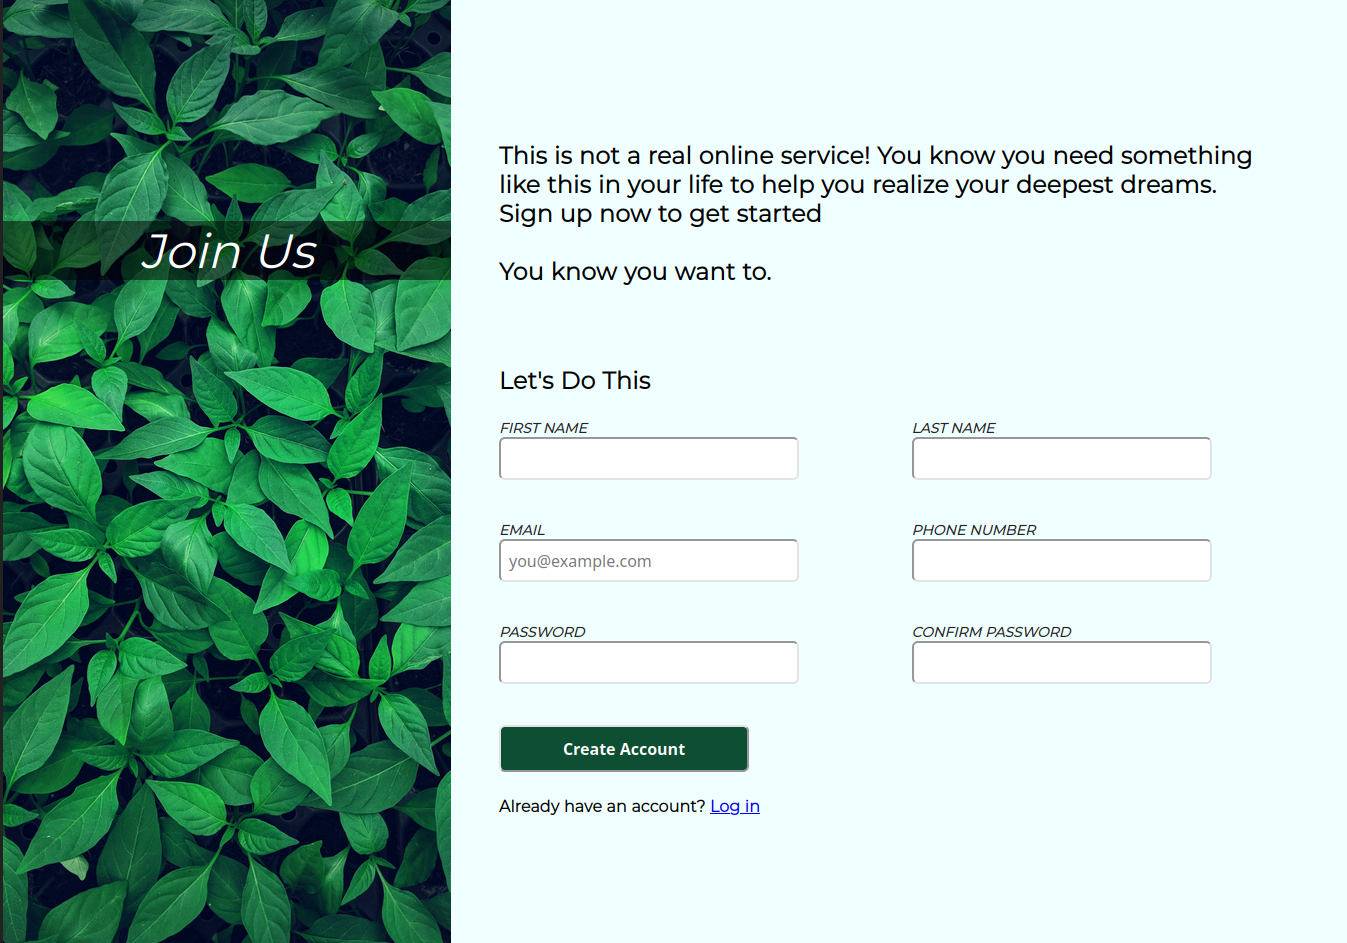 Join Us
This is not a real online service! You know you need something
like this in your life to help you realize your deepest dreams.
Sign up now to get started
You know you want to.
Let's Do This
FIRST NAME
LAST NAME
EMAIL
PHONE NUMBER
you@example.com
PASSWORD
CONFIRM PASSWORD
Create Account
Already have an account? Log in